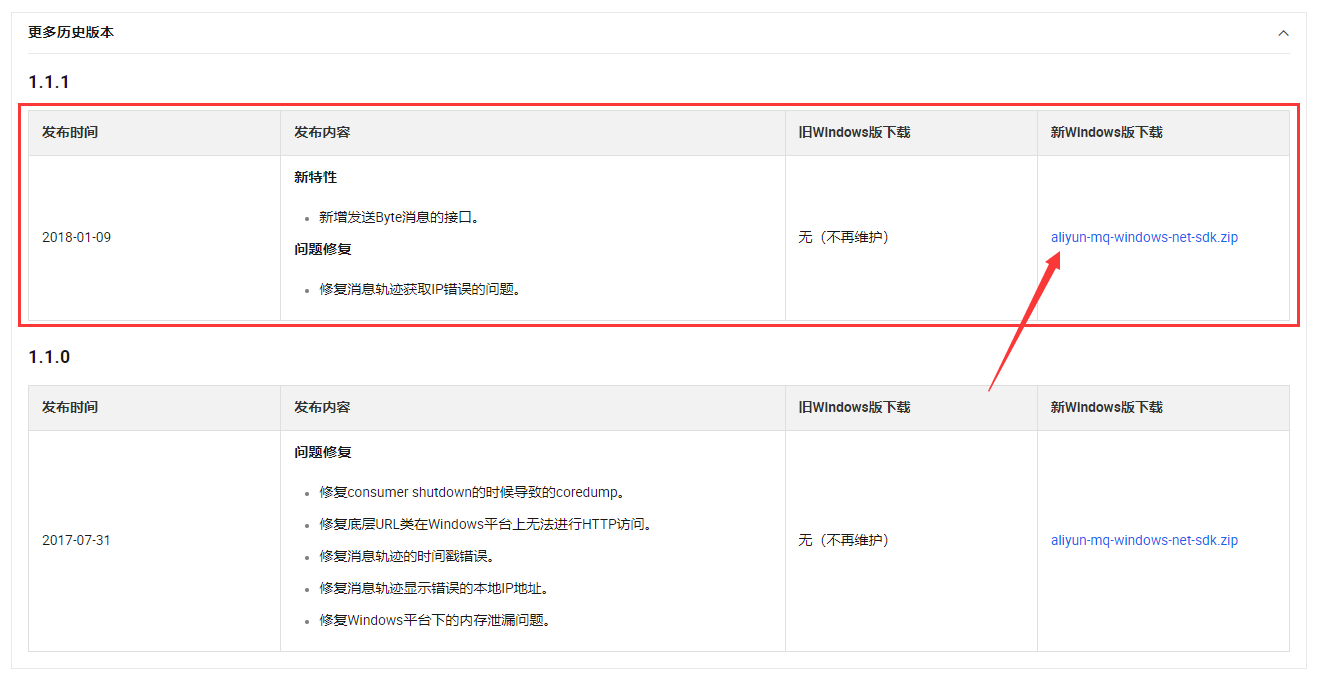 更多历史版本
1.1.1
发布时间 发布内容 旧Windows版下载 新Windows版下载
新特性
新增发送Byte消息的接口。
2018-01-09 无（不再维护） aliyun-mq-windows-net-sdk.zip
问题修复
修复消息轨迹获取IP错误的问题。
1.1.0
发布时间 发布内容 旧Windows版下载 新Windows版下载
问题修复
修复consumer shutdown的时候导致的coredump。
修复底层URL类在Windows平台上无法进行HTTP访问。
2017-07-31 无（不再维护） aliyun-mq-windows-net-sdk.zip
修复消息轨迹的时间戳错误。
修复消息轨迹显示错误的本地IP地址。
修复Windows平台下的内存泄漏问题。